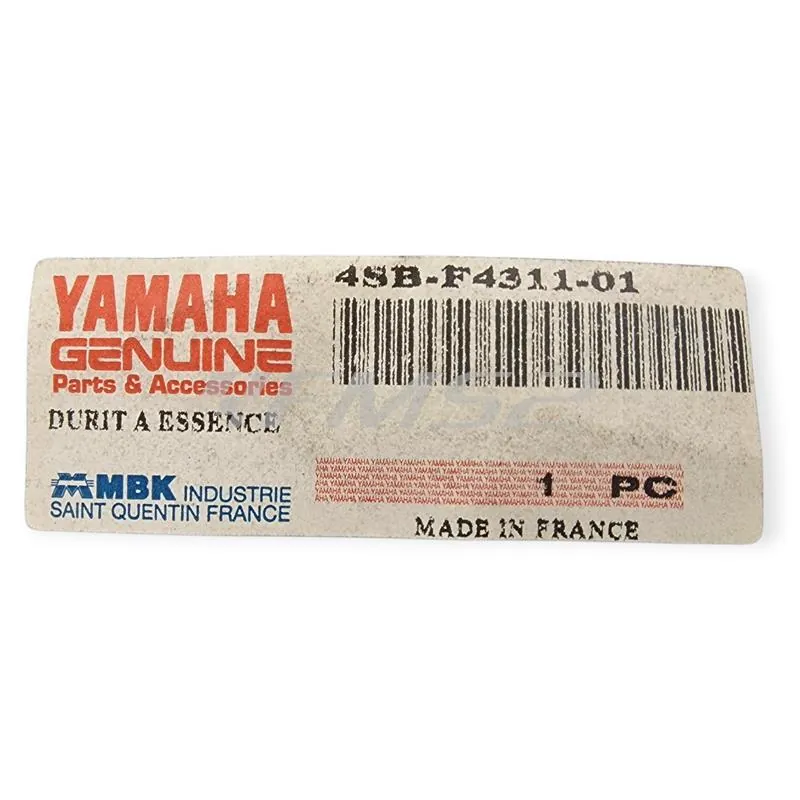 YAMAHA
GENUINE
Parts & Accessories
DURIT A ESSENCE
MBK INDUSTRIE
SAINT QUENTIN FRANCE
4SB-F4311-01
1 PC
MADE IN FRANCE